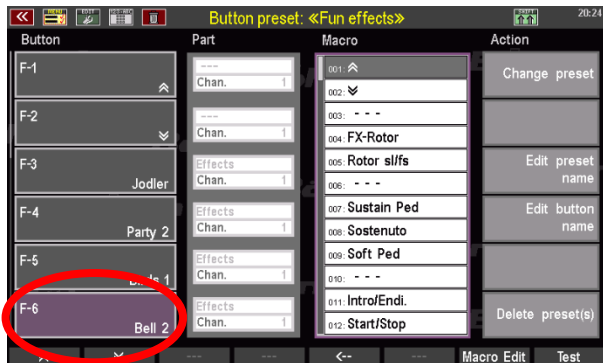 Button preset: «Fun effects»
20:24
Button
Part
Macro
Action
F-1
---
Chan. 1
F-2
---
Chan. 1
F-3
Jodler
Effects
Chan. 1
F-4
Party 2
Effects
Chan. 1
F-5
Effects
Chan. 1
F-6
Bell 2
Effects
Chan. 1
001:
002:
003: - - -
004: FX-Rotor
005: Rotor sl/fs
006: - - -
007: Sustain Ped
008: Sostenuto
009: Soft Ped
010: - - -
011: Intro/Endi.
012: Start/Stop
Change preset
Edit preset
name
Edit button
name
Delete preset(s)
--- --- <-- --- Macro Edit Test